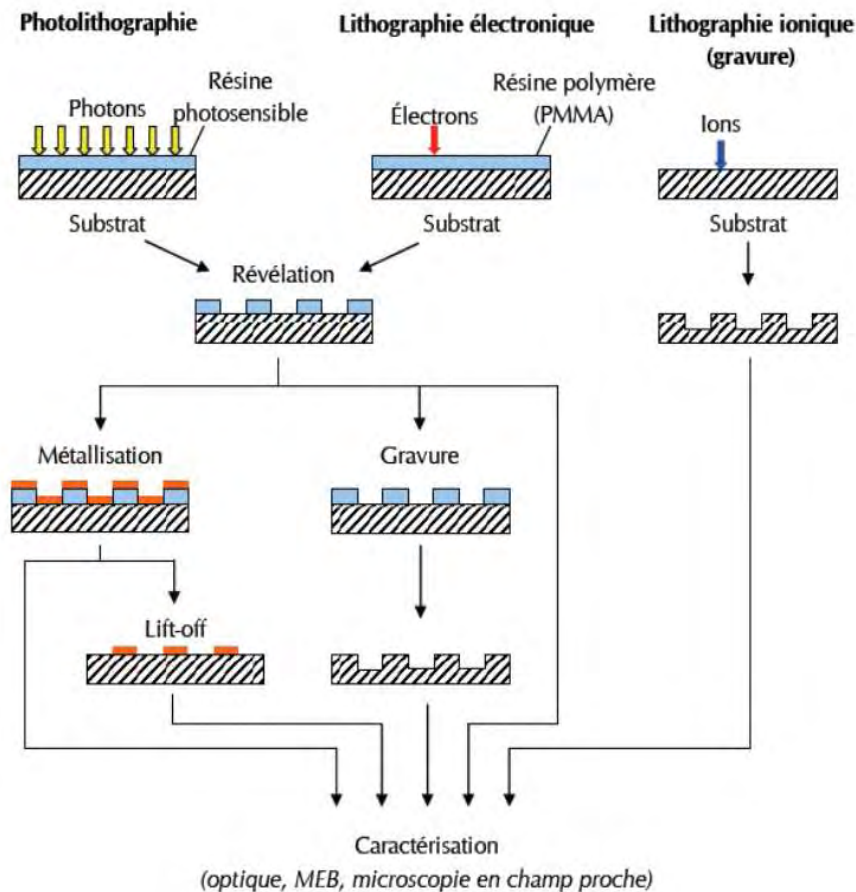 Photolithographie
Lithographie électronique
Lithographie ionique
(gravure)
Photons
Résine
photosensible
Électrons
Résine polymère
(PMMA)
Ions
Substrat
Substrat
Substrat
Révélation
Métallisation
Gravure
Lift-off
Caractérisation
(optique, MEB, microscopie en champ proche)